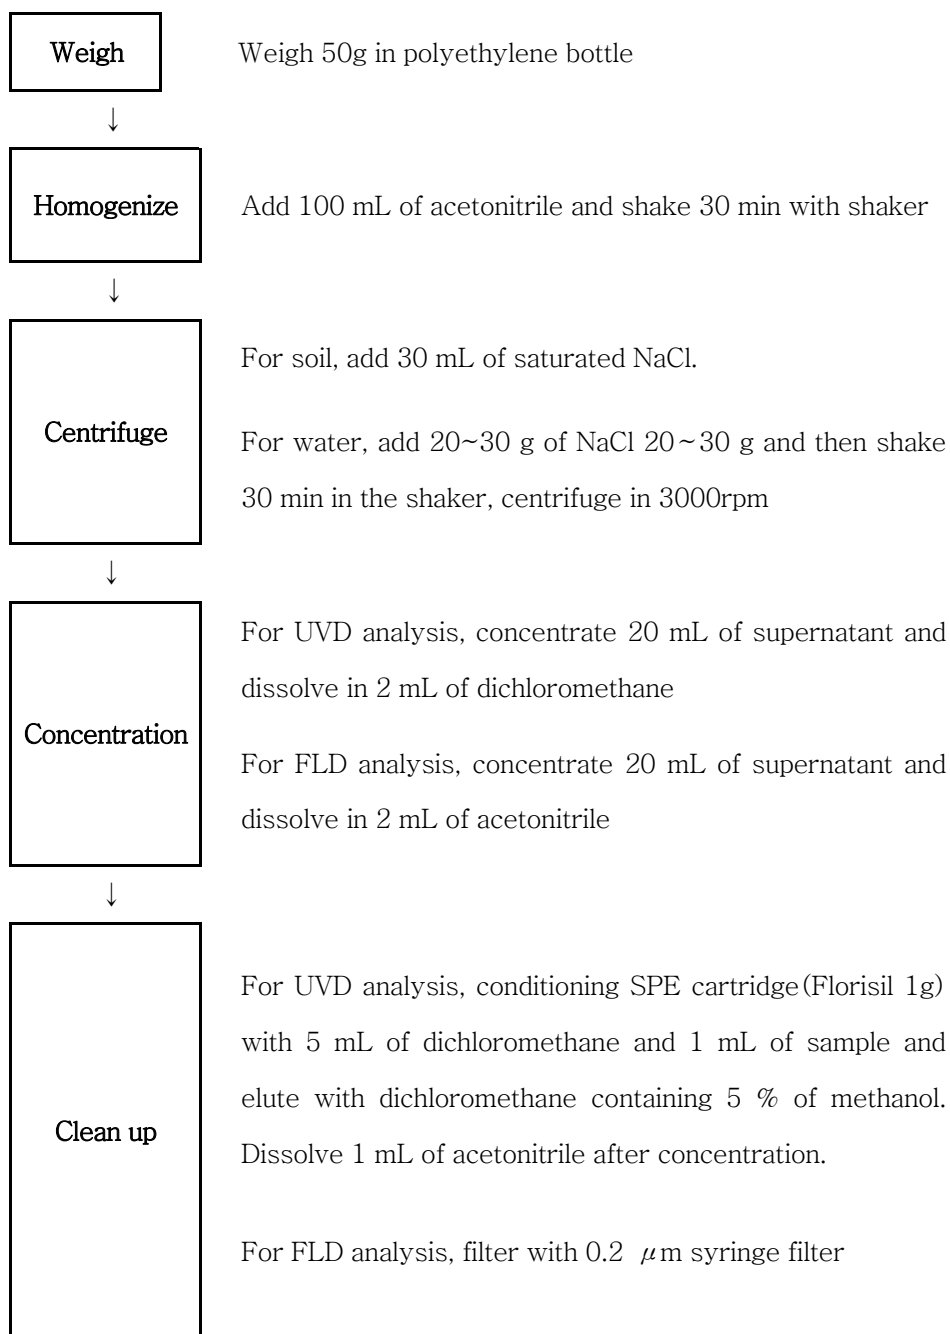 Weigh
Weigh 50g in polyethylene bottle
↓
Homogenize
Add 100 mL of acetonitrile and shake 30 min with shaker
↓
Centrifuge
For soil, add 30 mL of saturated NaCl.
For water, add 20~30 g of NaCl 20~30 g and then shake
30 min in the shaker, centrifuge in 3000rpm
↓
Concentration
For UVD analysis, concentrate 20 mL of supernatant and
dissolve in 2 mL of dichloromethane
For FLD analysis, concentrate 20 mL of supernatant and
dissolve in 2 mL of acetonitrile
↓
Clean up
For UVD analysis, conditioning SPE cartridge(Florisil 1g)
with 5 mL of dichloromethane and 1 mL of sample and
elute with dichloromethane containing 5 % of methanol.
Dissolve 1 mL of acetonitrile after concentration.
For FLD analysis, filter with 0.2 μm syringe filter